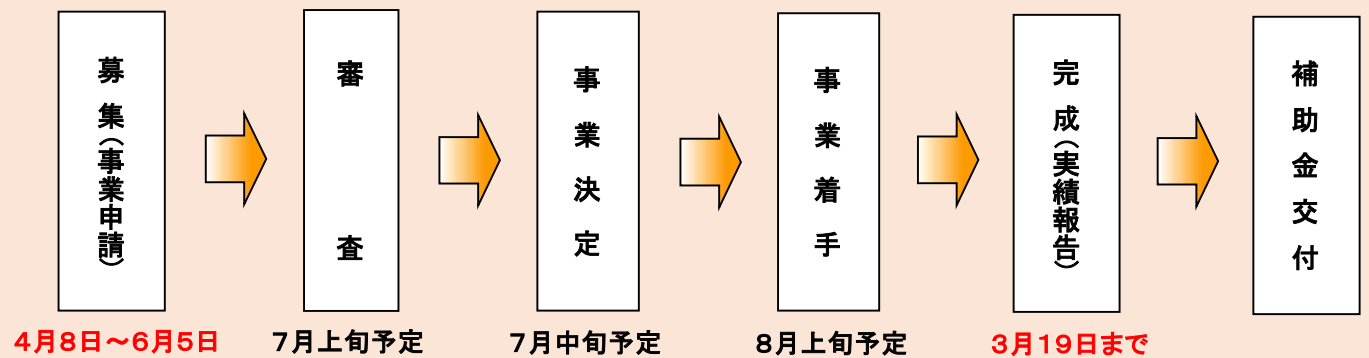 募集（事業申請）
審査
事業決定
事業着手
完成（実績報告）
補助金交付
4月8日～6月5日
7月上旬予定
7月中旬予定
8月上旬予定
3月19日まで